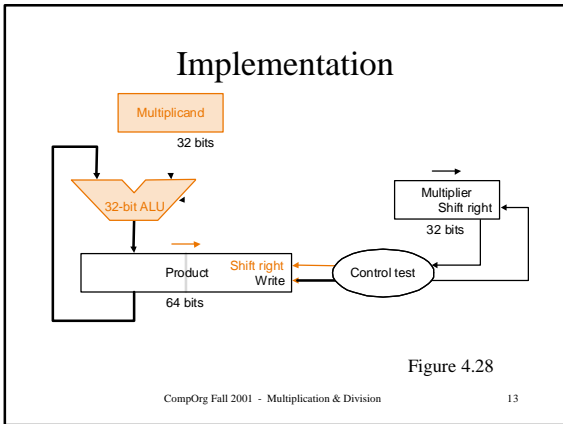 Implementation
Multiplicand
32 bits
32-bit ALU
Multiplier
Shift right
32 bits
Product
Shift right
Write
Control test
64 bits
Figure 4.28
CompOrg Fall 2001 - Multiplication & Division
13